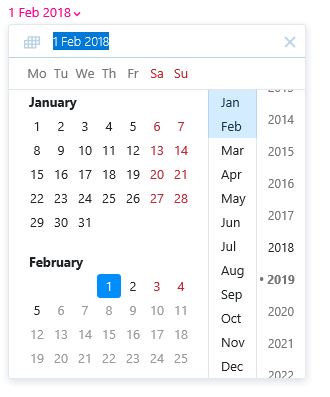 1 Feb 2018
1 Feb 2018
Mo Tu We Th Fr Sa Su
January
1 2 3 4 5 6 7
8 9 10 11 12 13 14
15 16 17 18 19 20 21
22 23 24 25 26 27 28
29 30 31
February
1 2 3 4
5 6 7 8 9 10 11
12 13 14 15 16 17 18
19 20 21 22 23 24 25
Jan
Feb
Mar
Apr
May
Jun
Jul
Aug
Sep
Oct
Nov
Dec
2013
2014
2015
2016
2017
2018
• 2019
2020
2021
2022